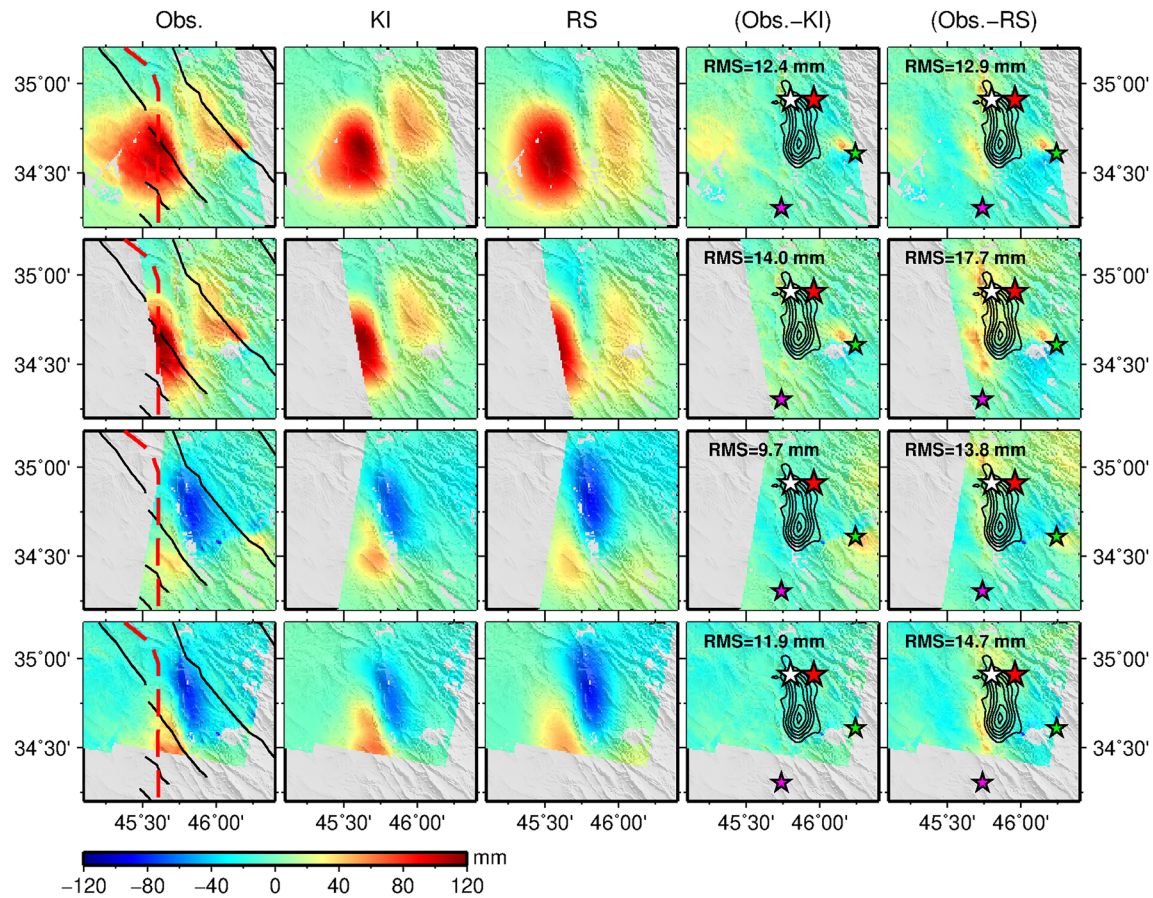 Obs. KI RS (Obs.−KI) (Obs.−RS)
35˚00' RMS=12.4 mm RMS=12.9 mm 35˚00'
34˚30' 34˚30'
35˚00' RMS=14.0 mm RMS=17.7 mm 35˚00'
34˚30' 34˚30'
35˚00' RMS=9.7 mm RMS=13.8 mm 35˚00'
34˚30' 34˚30'
35˚00' RMS=11.9 mm RMS=14.7 mm 35˚00'
34˚30' 34˚30'
45˚30' 46˚00' 45˚30' 46˚00' 45˚30' 46˚00' 45˚30' 46˚00' 45˚30' 46˚00'
mm
−120 −80 −40 0 40 80 120